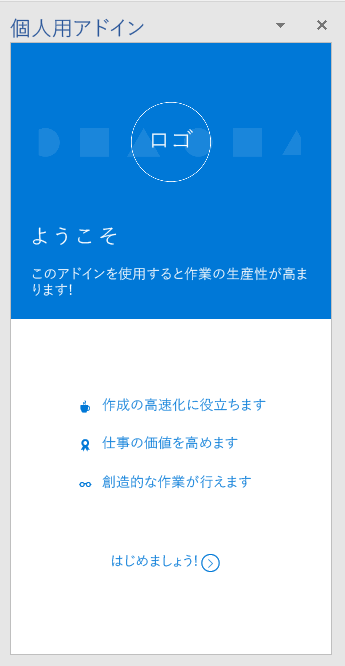 個人用アドイン
ロゴ
ようこそ
このアドインを使用すると作業の生産性が高ま
ります!
作成の高速化に役立ちます
仕事の価値を高めます
創造的な作業が行えます
はじめましょう!